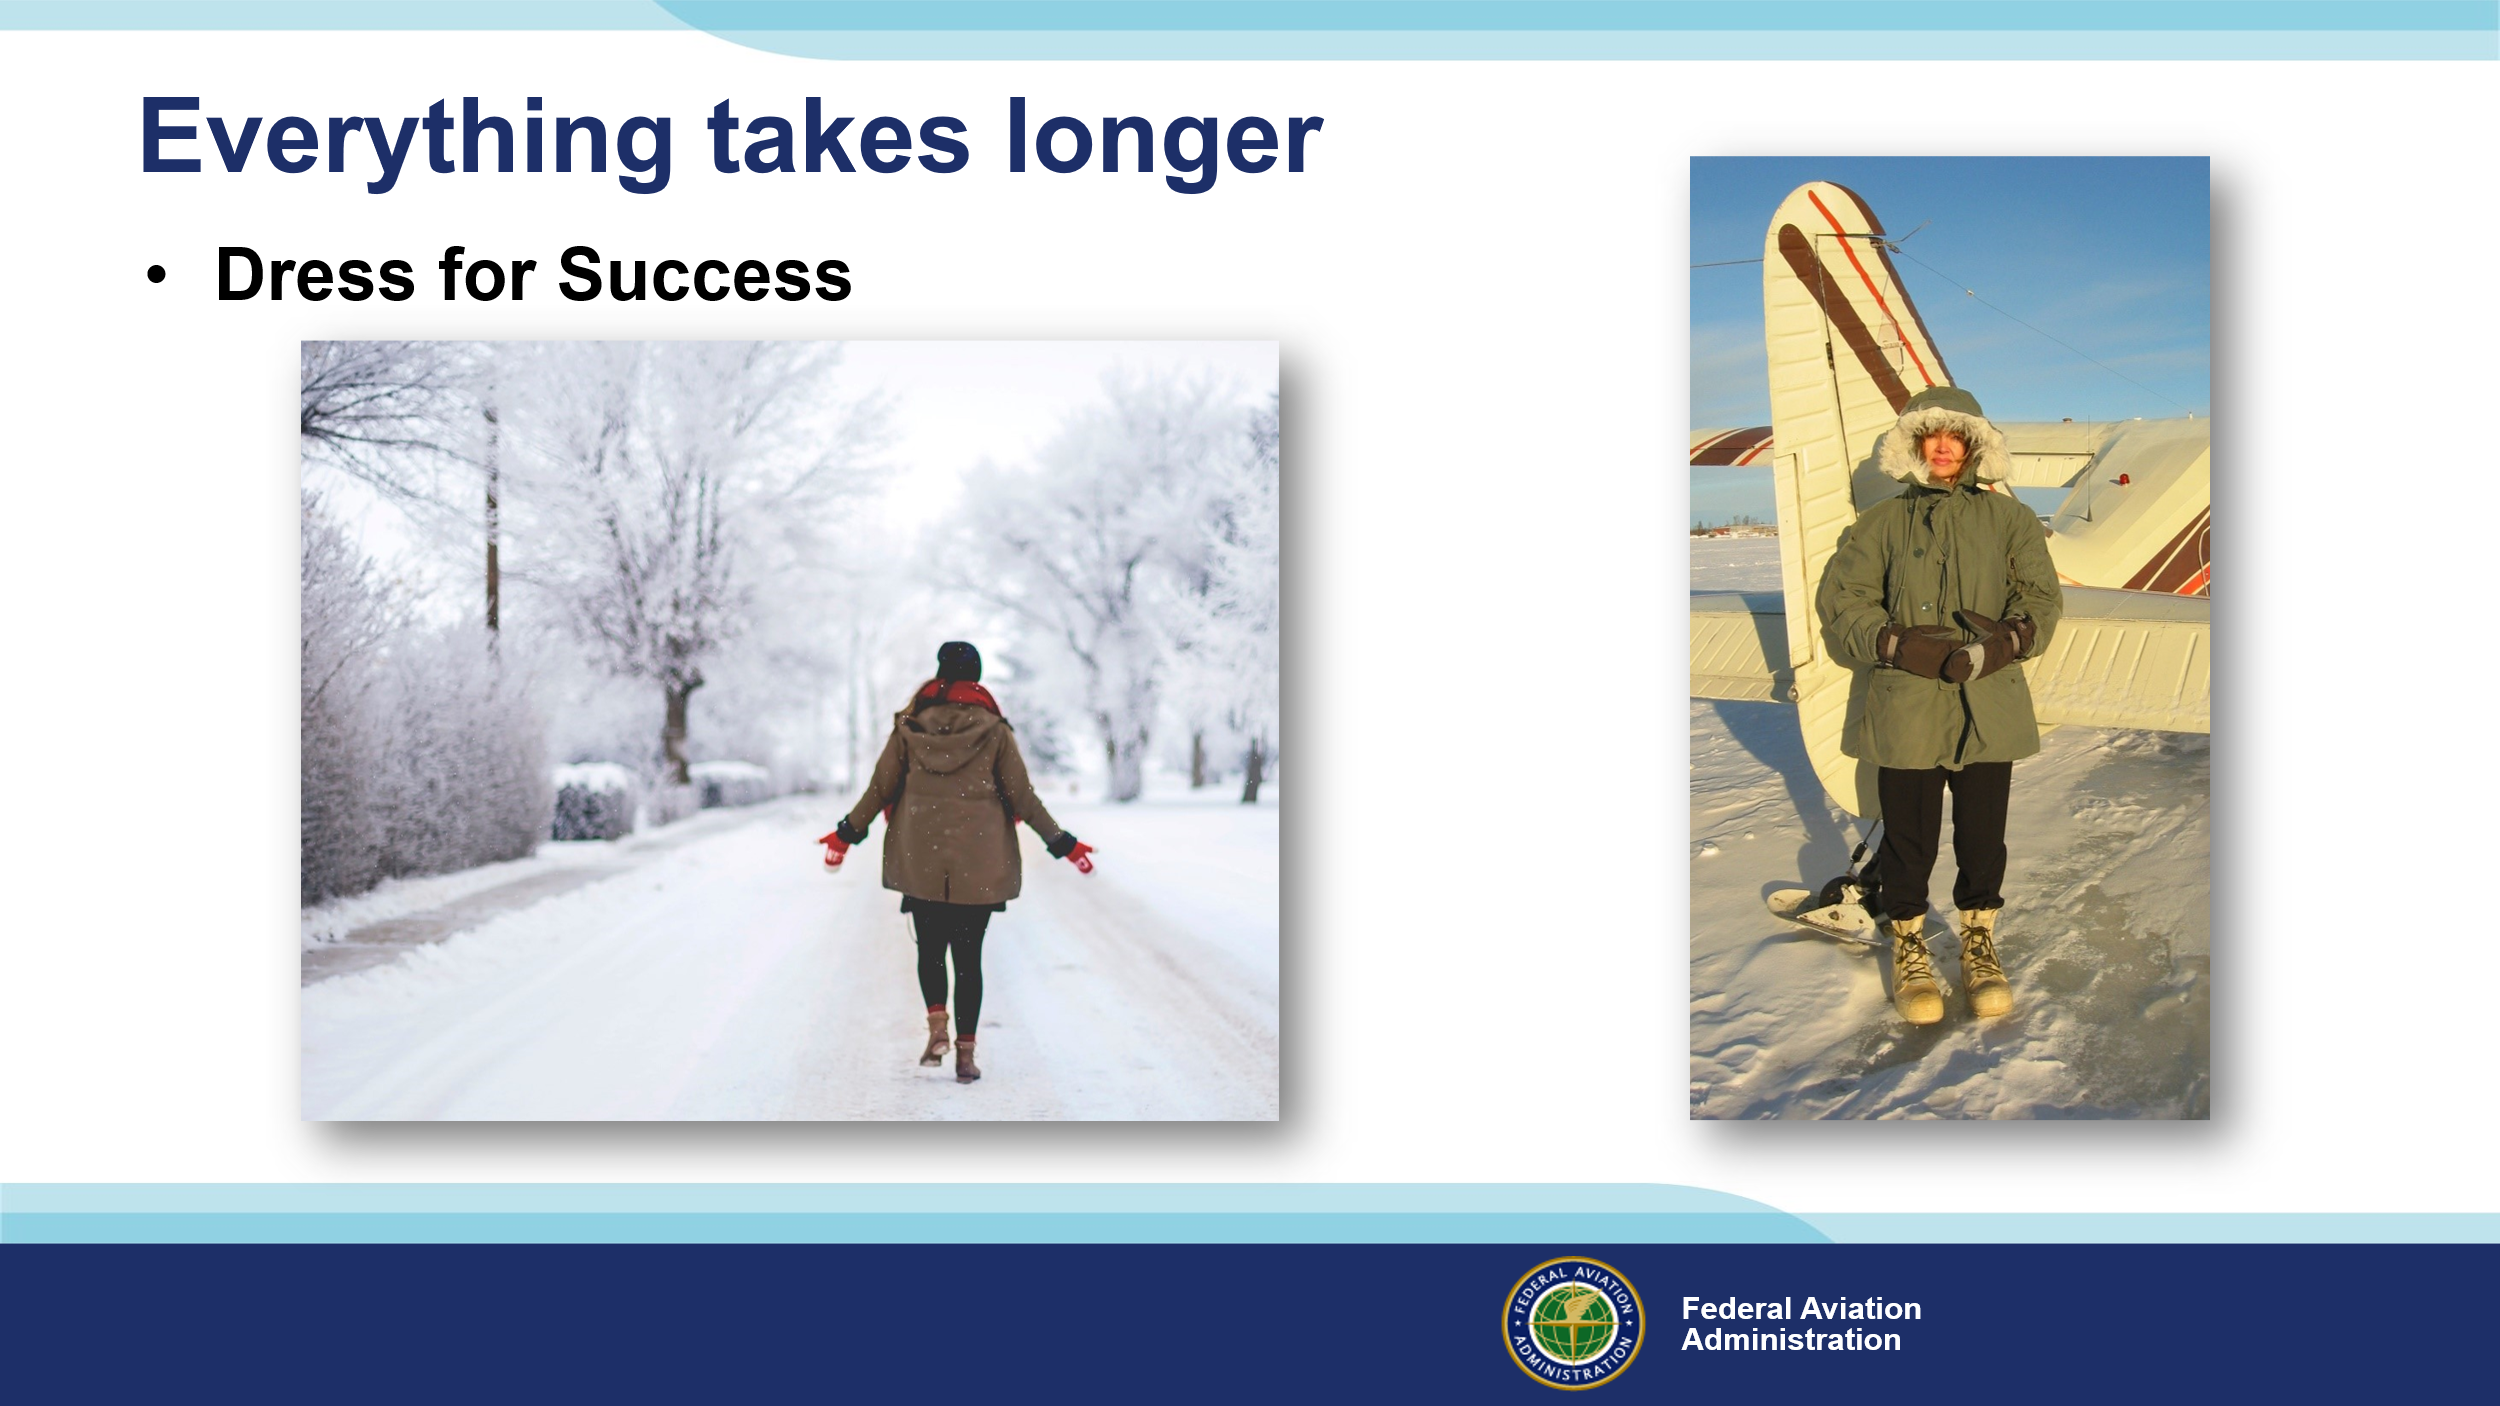 Everything takes longer
• Dress for Success
FEDERAL AVIATION
ADMINISTRATION
Federal Aviation
Administration